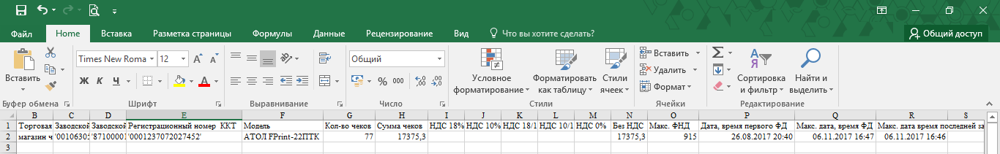 Файл Home Вставка Разметка страницы Формулы Данные Рецензирование Вид Что вы хотите сделать? Общий доступ
Вставить
Times New Roma 12
Общий
Условное форматирование
Форматировать как таблицу
Стили ячеек
Вставить
Удалить
Формат
Сортировка и фильтр
Найти и выделить
Ж К Ч
% 000
Буфер обмена Шрифт Выравнивание Число Стили Ячейки Редактирование
B C D E F G H I J K L M N O P Q R S
1 Торговая Заводской Заводской Регистрационный номер ККТ Модель Кол-во чеков Сумма чеков НДС 18% НДС 10% НДС 18/1 НДС 10/1 НДС 0% Без НДС Макс. ФНД Дата, время первого ФД Макс. дата, время ФД Макс. дата время последней за
2 магазин ч '00106305 '87100001 '0001237072027452' АТОЛ FPrint-22ПТК 77 17375,3 17375,3 915 26.08.2017 20:40 06.11.2017 16:47 06.11.2017 16:46
3